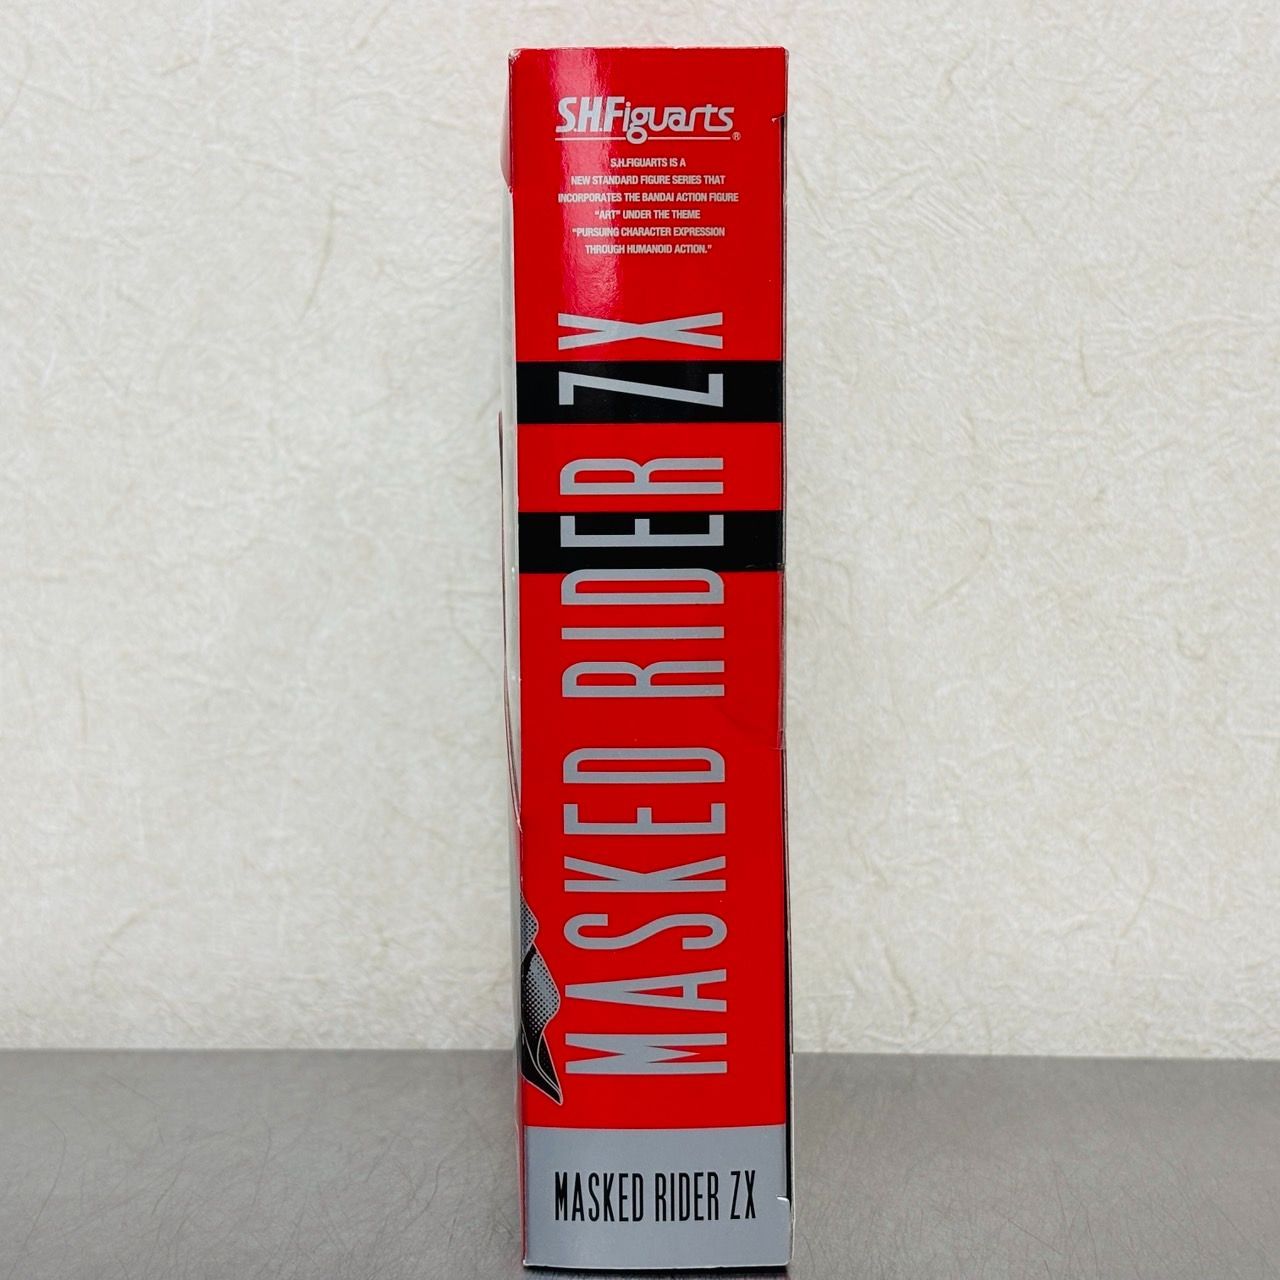 S.H.Figuarts®
S.H.FIGUARTS IS A
NEW STANDARD FIGURE SERIES THAT
INCORPORATES THE BANDAI ACTION FIGURE
"ART" UNDER THE THEME
"PURSUING CHARACTER EXPRESSION
THROUGH HUMANOID ACTION."
MASKED RIDER ZX
MASKED RIDER ZX